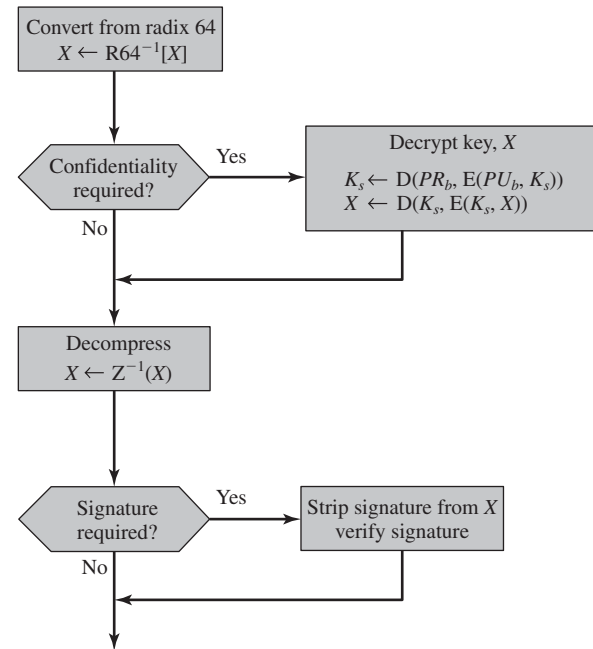 Convert from radix 64
X ← R64⁻¹[X]
Confidentiality
required?
Yes
No
Decrypt key, X
Kₛ ← D(PR_b, E(PU_b, Kₛ))
X ← D(Kₛ, E(Kₛ, X))
Decompress
X ← Z⁻¹(X)
Signature
required?
Yes
No
Strip signature from X
verify signature